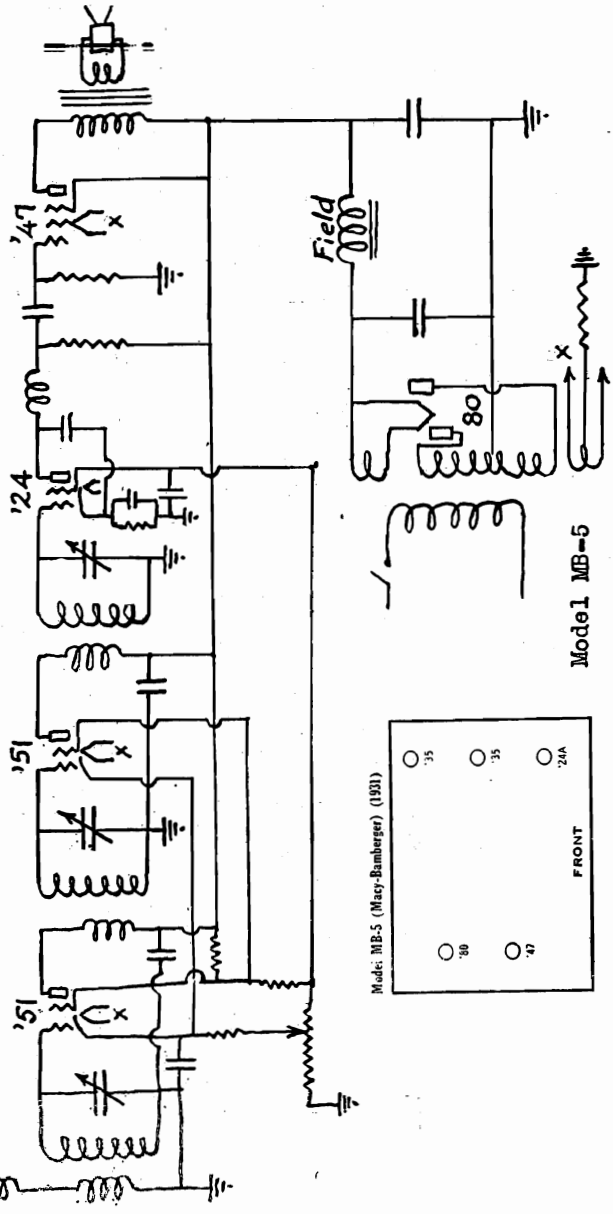 '51
'51
'24
'47
X
X
X
Field
80
X
Model MB-5
Model MB-5 (Macy-Bamberger) (1931)
'80
'35
'47
'35
'24A
FRONT